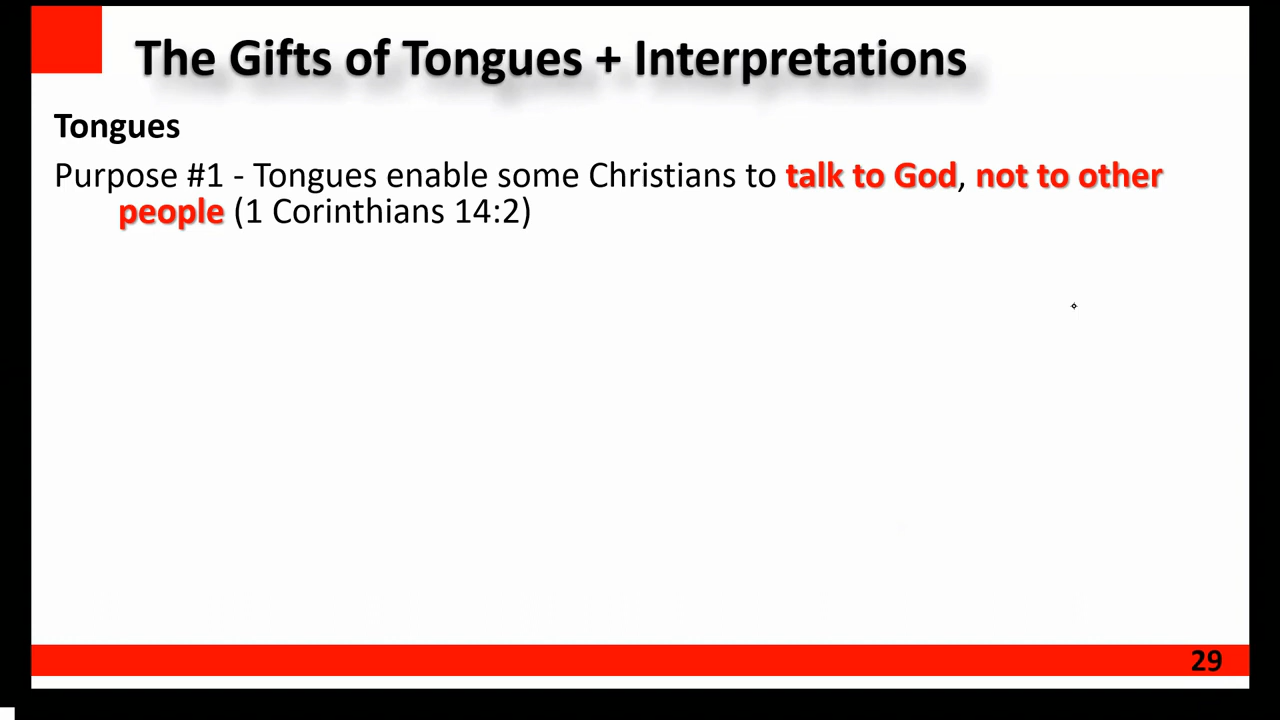 The Gifts of Tongues + Interpretations
Tongues
Purpose #1 - Tongues enable some Christians to talk to God, not to other
people (1 Corinthians 14:2)
29